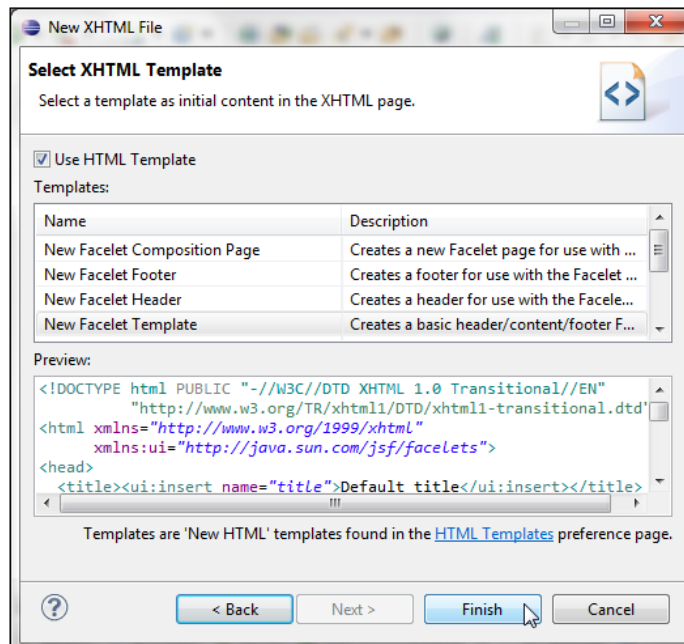 New XHTML File
Select XHTML Template
Select a template as initial content in the XHTML page.
Use HTML Template
Templates:
Name Description
New Facelet Composition Page Creates a new Facelet page for use with ...
New Facelet Footer Creates a footer for use with the Facelet ...
New Facelet Header Creates a header for use with the Facele...
New Facelet Template Creates a basic header/content/footer F...
Preview:
<!DOCTYPE html PUBLIC "-//W3C//DTD XHTML 1.0 Transitional//EN"
"http://www.w3.org/TR/xhtml1/DTD/xhtml1-transitional.dtd"
<html xmlns="http://www.w3.org/1999/xhtml"
xmlns:ui="http://java.sun.com/jsf/facelets">
<head>
<title><ui:insert name="title">Default title</ui:insert></title>
Templates are 'New HTML' templates found in the HTML Templates preference page.
? < Back Next > Finish Cancel